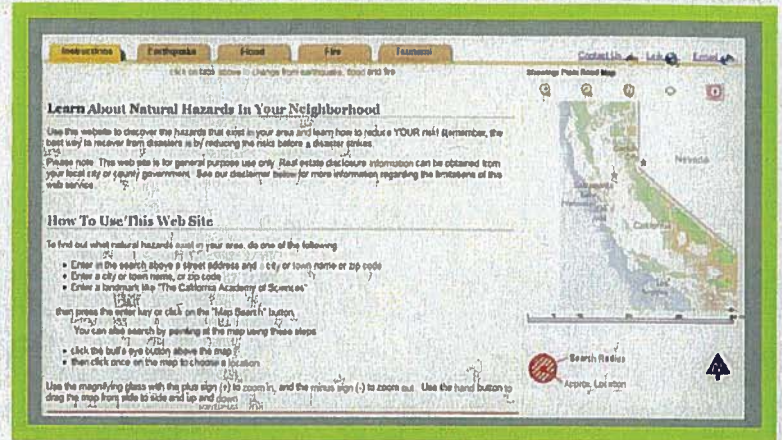 Instructions Earthquake Flood Fire Tsunami
Contact Us Link Email
click on tabs above to change from earthquake, flood and fire
Road Map
Learn About Natural Hazards In Your Neighborhood
Use this website to discover the hazards that exist in your area and learn how to reduce YOUR risk! Remember, the
best way to recover from disasters is by reducing the risks before a disaster strikes.
Please note: This web site is for general purpose use only. Real estate disclosure information can be obtained from
your local city or county government. See our disclaimer below for more information regarding the limitations of this
web service.
Nevada
Sacramento
California
Los
How To Use This Web Site
To find out what natural hazards exist in your area, do one of the following
• Enter in the search above a street address and a city or town name or zip code
• Enter a city or town name, or zip code
• Enter a landmark like "The California Academy of Sciences"
then press the enter key or click on the "Map Search" button.
You can also search by pointing at the map using these steps
• click the bull's eye button above the map
• then click once on the map to choose a location
Search Radius
Approx. Location
Use the magnifying glass with the plus sign (+) to zoom in, and the minus sign (-) to zoom out. Use the hand button to
drag the map from side to side and up and down